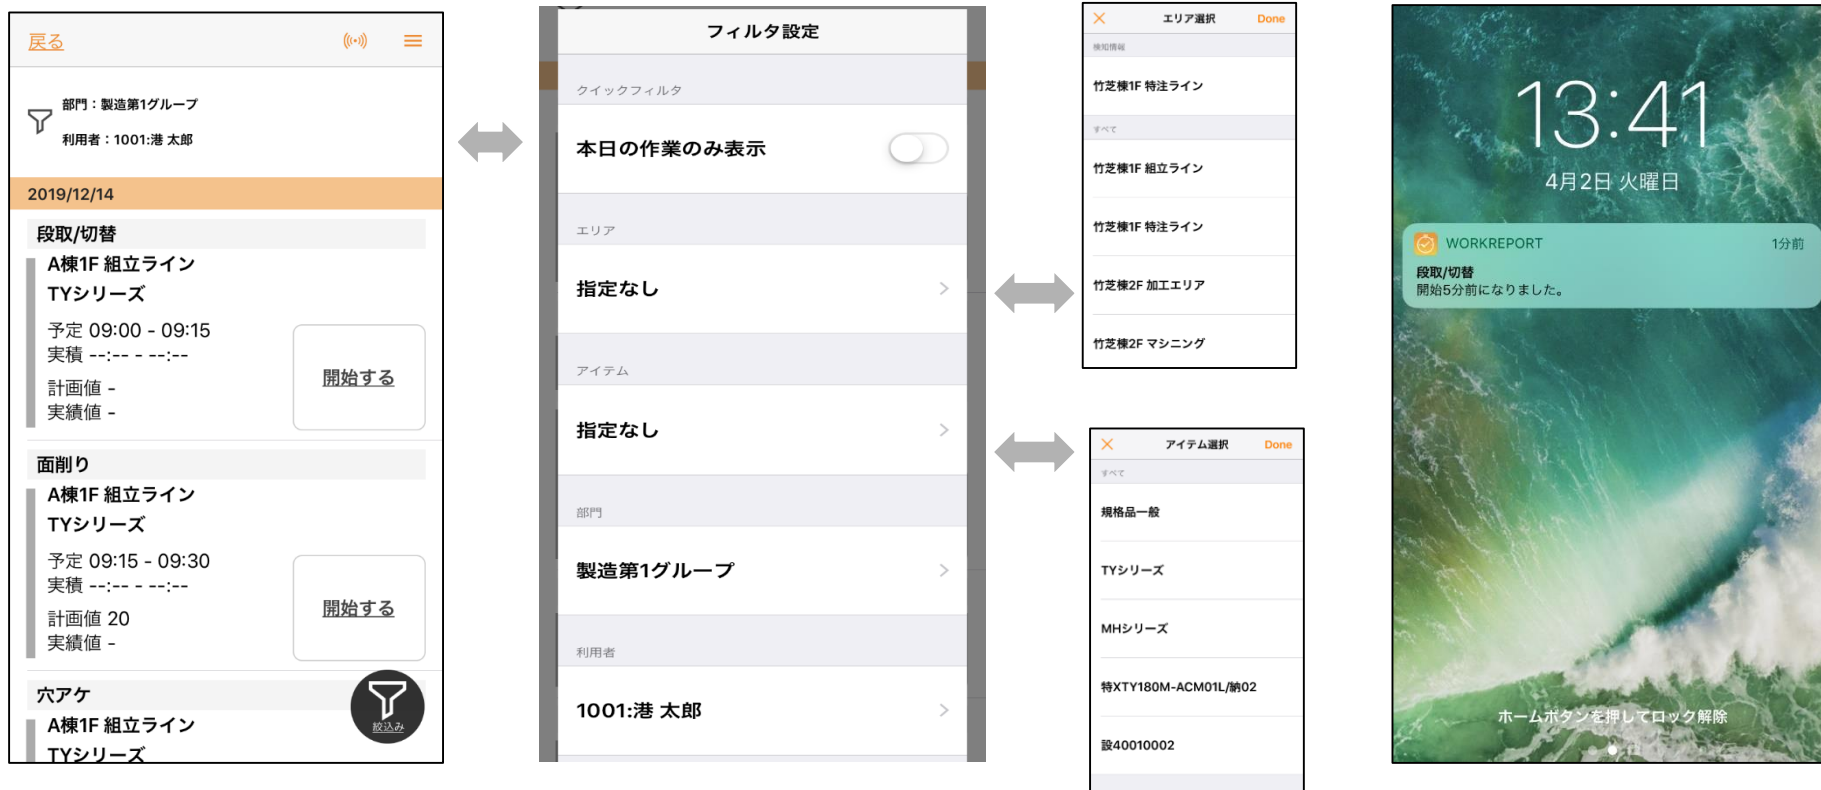 戻る
部門：製造第1グループ
利用者：1001:港 太郎
2019/12/14
段取/切替
A棟1F 組立ライン
TYシリーズ
予定 09:00 - 09:15
実積 --:-- - --:--
計画値 -
実績値 -
開始する
面削り
A棟1F 組立ライン
TYシリーズ
予定 09:15 - 09:30
実積 --:-- - --:--
計画値 20
実績値 -
開始する
穴アケ
A棟1F 組立ライン
TYシリーズ
絞込み
フィルタ設定
クイックフィルタ
本日の作業のみ表示
エリア
指定なし
アイテム
指定なし
部門
製造第1グループ
利用者
1001:港 太郎
エリア選択
Done
検知情報
竹芝棟1F 特注ライン
すべて
竹芝棟1F 組立ライン
竹芝棟1F 特注ライン
竹芝棟2F 加工エリア
竹芝棟2F マシニング
アイテム選択
Done
すべて
規格品一般
TYシリーズ
MHシリーズ
特XTY180M-ACM01L/納02
設40010002
13:41
4月2日 火曜日
WORKREPORT
1分前
段取/切替
開始5分前になりました。
ホームボタンを押してロック解除